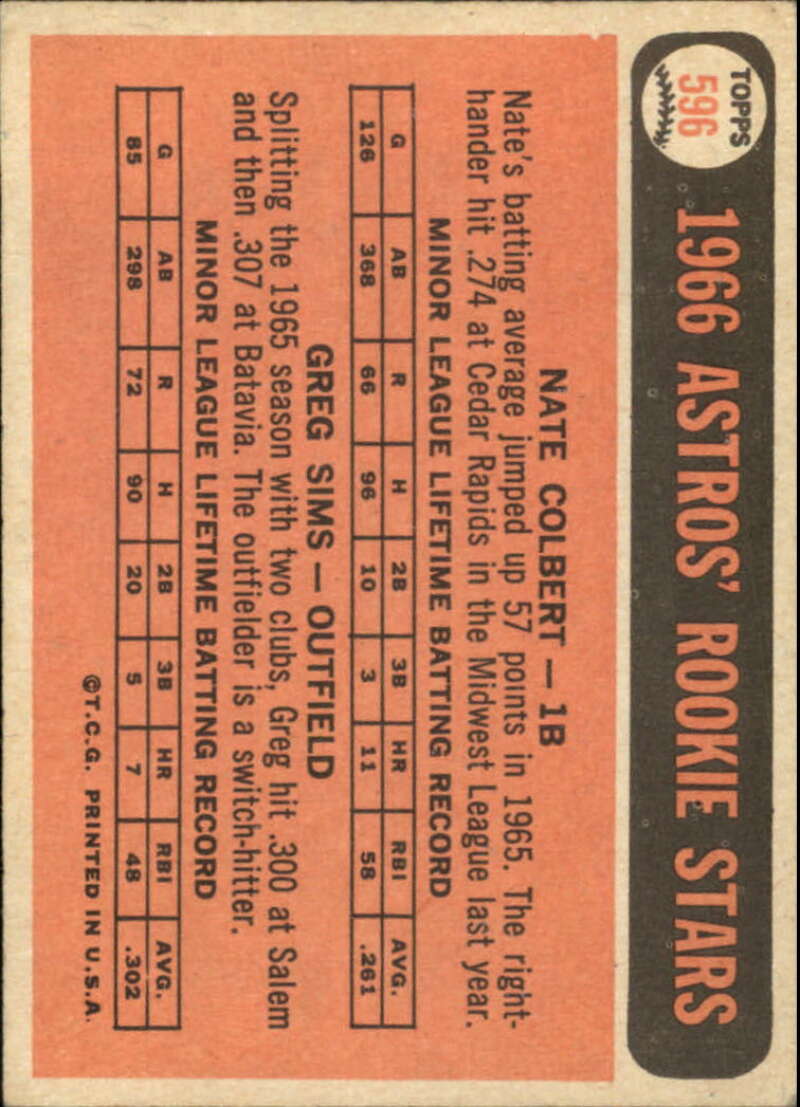 TOPPS
596
1966 ASTROS' ROOKIE STARS
NATE COLBERT — 1B
Nate's batting average jumped up 57 points in 1965. The right-
hander hit .274 at Cedar Rapids in the Midwest League last year.
MINOR LEAGUE LIFETIME BATTING RECORD
G AB R H 2B 3B HR RBI AVG.
126 368 66 96 10 3 11 58 .261
GREG SIMS — OUTFIELD
Splitting the 1965 season with two clubs, Greg hit .300 at Salem
and then .307 at Batavia. The outfielder is a switch-hitter.
MINOR LEAGUE LIFETIME BATTING RECORD
G AB R H 2B 3B HR RBI AVG.
85 298 72 90 20 5 7 48 .302
©T.C.G. PRINTED IN U.S.A.